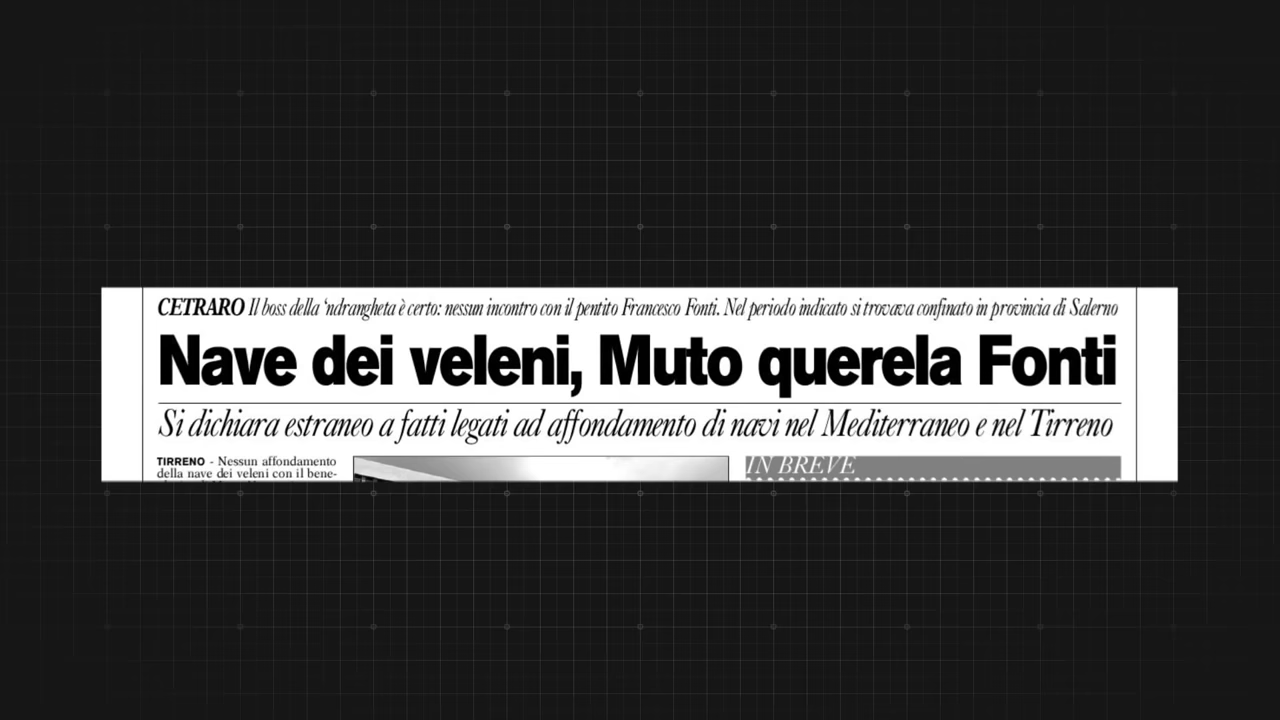 CETRARO Il boss della ‘ndrangheta è certo: nessun incontro con il pentito Francesco Fonti. Nel periodo indicato si trovava confinato in provincia di Salerno
Nave dei veleni, Muto querela Fonti
Si dichiara estraneo a fatti legati ad affondamento di navi nel Mediterraneo e nel Tirreno
TIRRENO - Nessun affondamento
della nave dei veleni con il bene-
IN BREVE